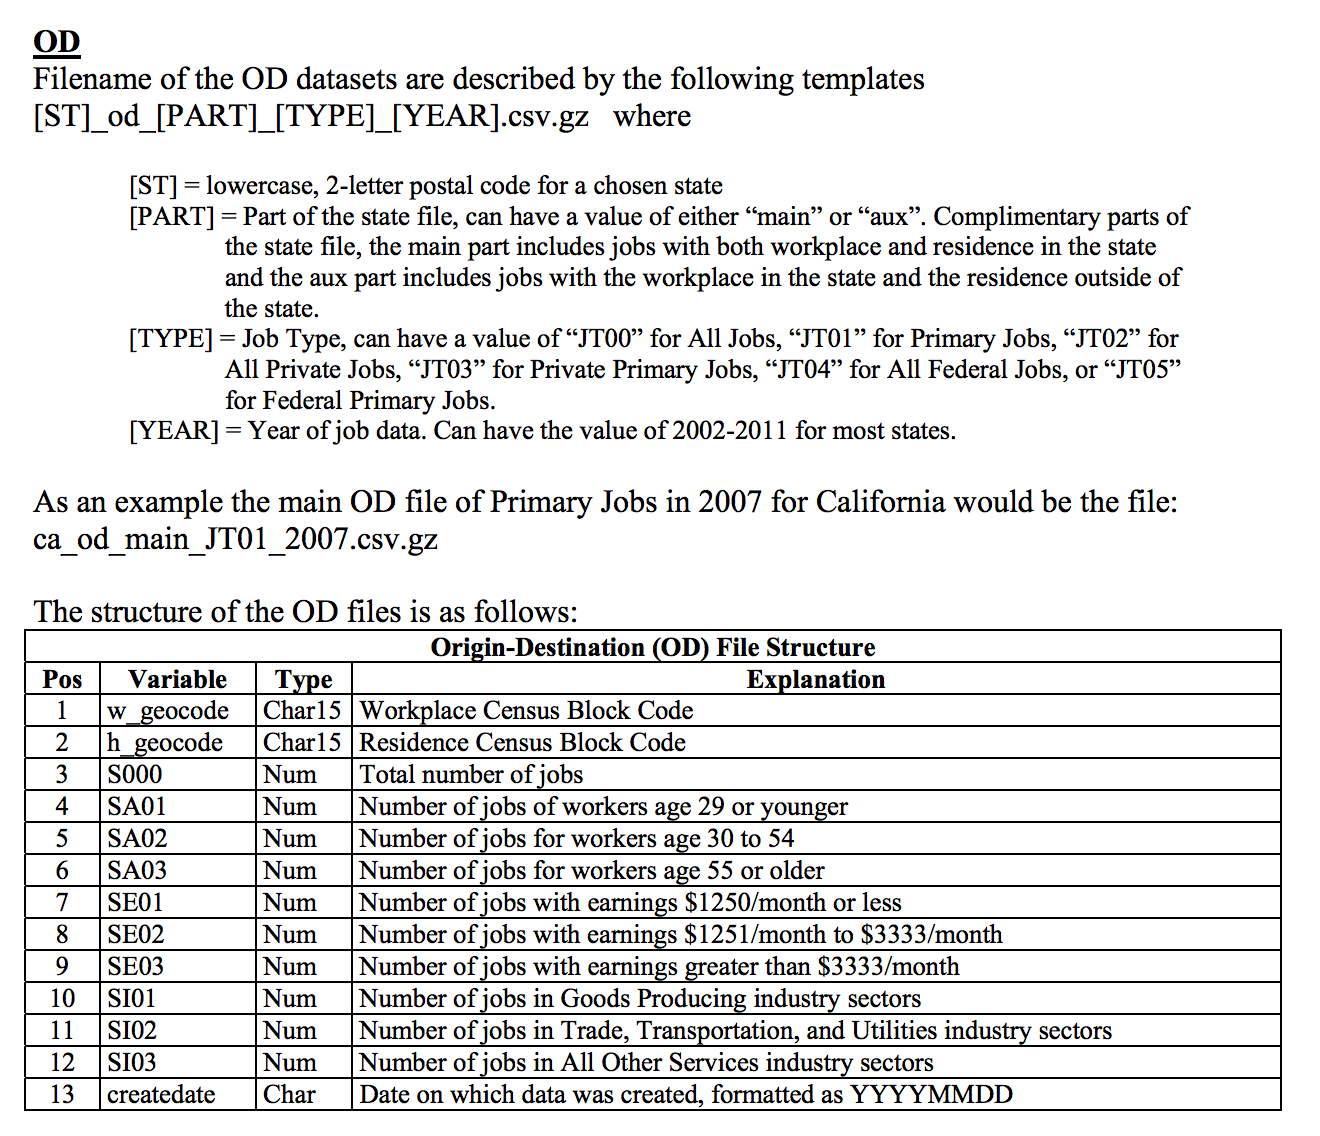 OD
Filename of the OD datasets are described by the following templates
[ST]_od_[PART]_[TYPE]_[YEAR].csv.gz where
[ST] = lowercase, 2-letter postal code for a chosen state
[PART] = Part of the state file, can have a value of either “main” or “aux”. Complimentary parts of
the state file, the main part includes jobs with both workplace and residence in the state
and the aux part includes jobs with the workplace in the state and the residence outside of
the state.
[TYPE] = Job Type, can have a value of “JT00” for All Jobs, “JT01” for Primary Jobs, “JT02” for
All Private Jobs, “JT03” for Private Primary Jobs, “JT04” for All Federal Jobs, or “JT05”
for Federal Primary Jobs.
[YEAR] = Year of job data. Can have the value of 2002-2011 for most states.
As an example the main OD file of Primary Jobs in 2007 for California would be the file:
ca_od_main_JT01_2007.csv.gz
The structure of the OD files is as follows:
Origin-Destination (OD) File Structure
Pos Variable Type Explanation
1 w_geocode Char15 Workplace Census Block Code
2 h_geocode Char15 Residence Census Block Code
3 S000 Num Total number of jobs
4 SA01 Num Number of jobs of workers age 29 or younger
5 SA02 Num Number of jobs for workers age 30 to 54
6 SA03 Num Number of jobs for workers age 55 or older
7 SE01 Num Number of jobs with earnings $1250/month or less
8 SE02 Num Number of jobs with earnings $1251/month to $3333/month
9 SE03 Num Number of jobs with earnings greater than $3333/month
10 SI01 Num Number of jobs in Goods Producing industry sectors
11 SI02 Num Number of jobs in Trade, Transportation, and Utilities industry sectors
12 SI03 Num Number of jobs in All Other Services industry sectors
13 createdate Char Date on which data was created, formatted as YYYYMMDD